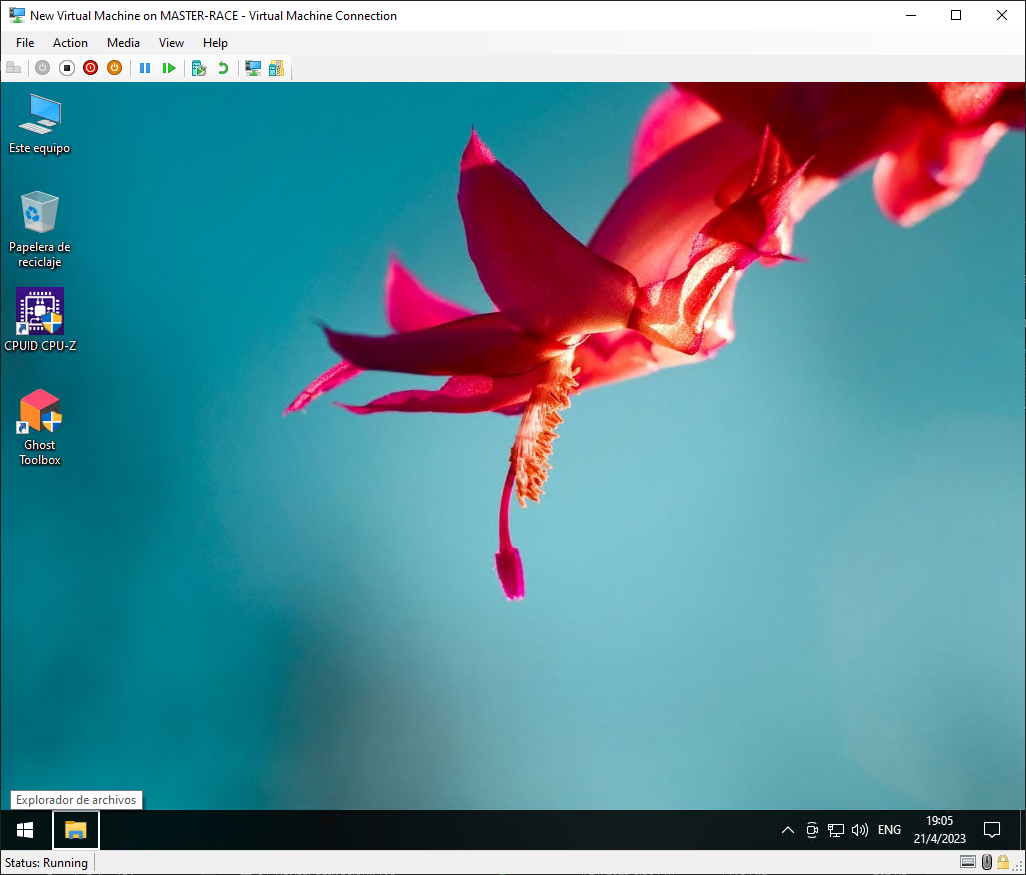 New Virtual Machine on MASTER-RACE - Virtual Machine Connection
File Action Media View Help
Este equipo
Papelera de
reciclaje
CPUID CPU-Z
Ghost
Toolbox
Explorador de archivos
ENG
19:05
21/4/2023
Status: Running